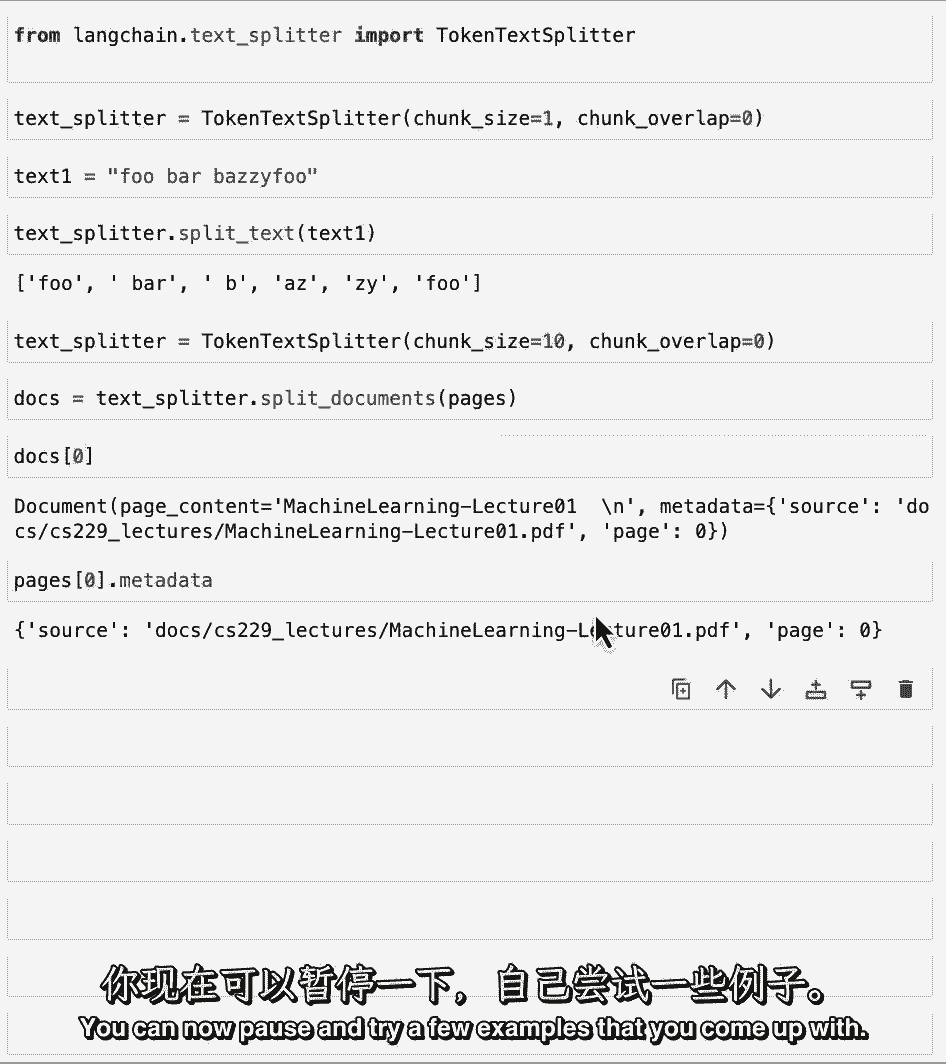 from langchain.text_splitter import TokenTextSplitter
text_splitter = TokenTextSplitter(chunk_size=1, chunk_overlap=0)
text1 = "foo bar bazzyfoo"
text_splitter.split_text(text1)
['foo', ' bar', ' b', 'az', 'zy', 'foo']
text_splitter = TokenTextSplitter(chunk_size=10, chunk_overlap=0)
docs = text_splitter.split_documents(pages)
docs[0]
Document(page_content='MachineLearning-Lecture01  \n', metadata={'source': 'do
cs/cs229_lectures/MachineLearning-Lecture01.pdf', 'page': 0})
pages[0].metadata
{'source': 'docs/cs229_lectures/MachineLearning-Lecture01.pdf', 'page': 0}
你现在可以暂停一下，自己尝试一些例子。
You can now pause and try a few examples that you come up with.